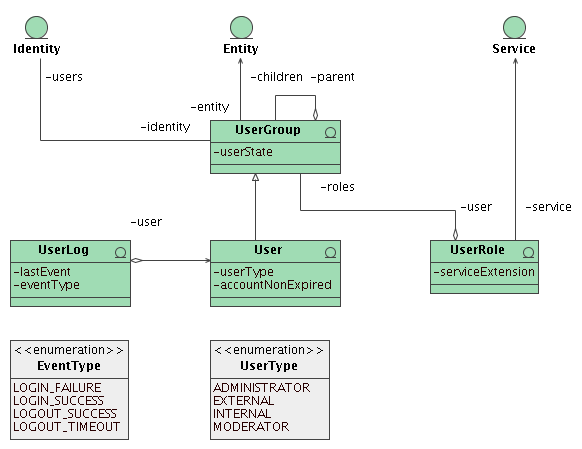 Identity
Entity
Service
-users
-children
-parent
-entity
-identity
UserGroup
-userState
-roles
-user
-service
-user
UserLog
-lastEvent
-eventType
User
-userType
-accountNonExpired
UserRole
-serviceExtension
<<enumeration>>
EventType
LOGIN_FAILURE
LOGIN_SUCCESS
LOGOUT_SUCCESS
LOGOUT_TIMEOUT
<<enumeration>>
UserType
ADMINISTRATOR
EXTERNAL
INTERNAL
MODERATOR